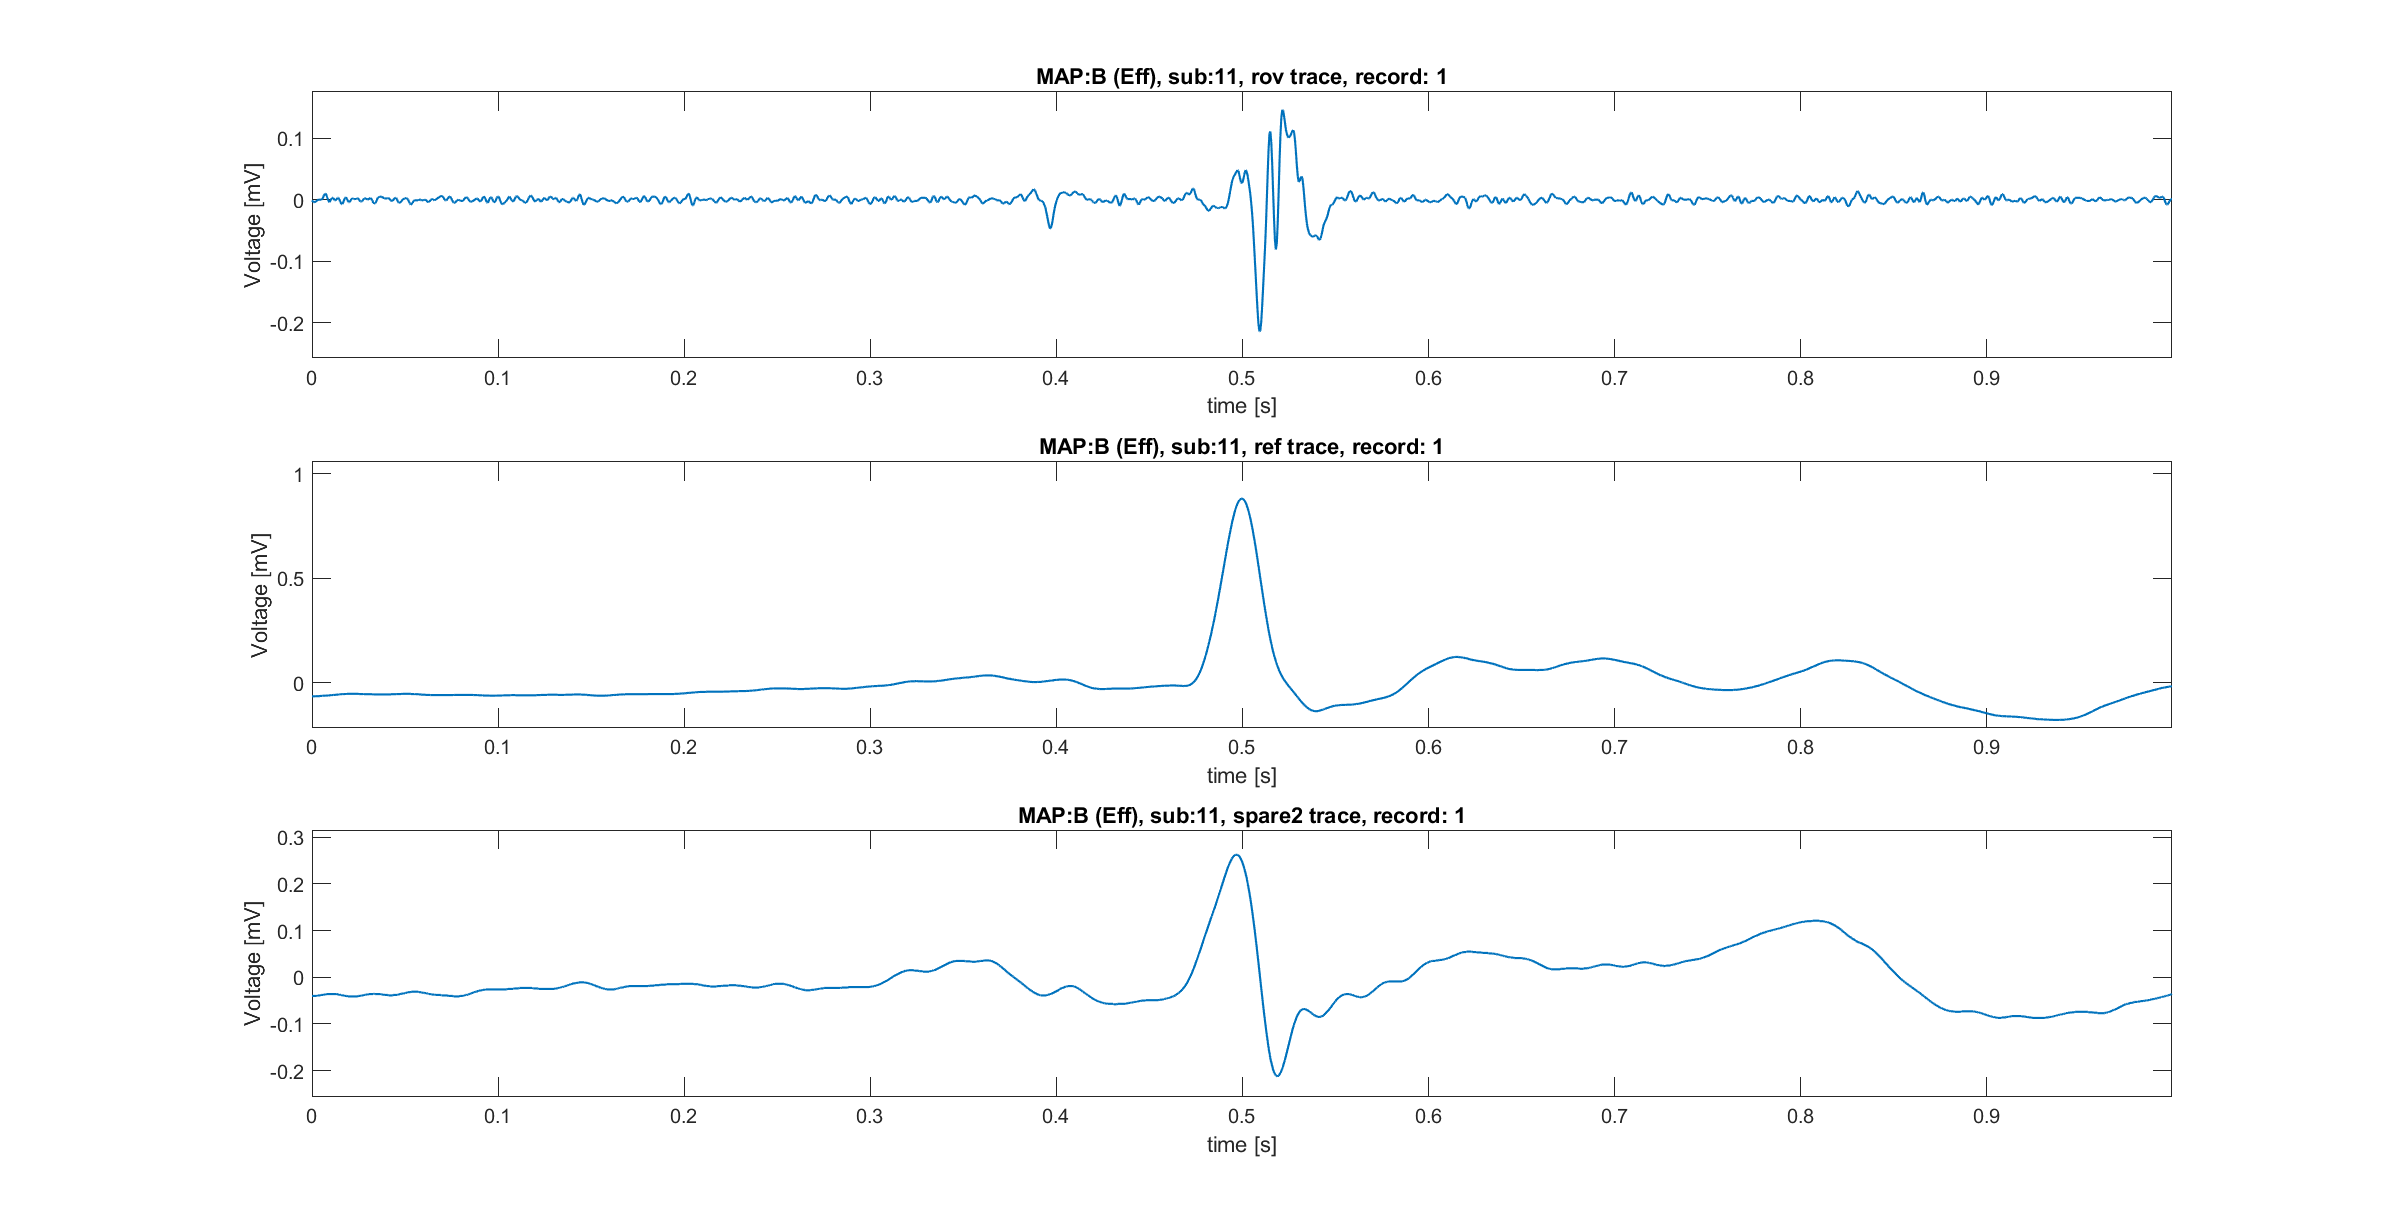 MAP:B (Eff), sub:11, rov trace, record: 1
Voltage [mV]
0.1
0
-0.1
-0.2
0 0.1 0.2 0.3 0.4 0.5 0.6 0.7 0.8 0.9
time [s]
MAP:B (Eff), sub:11, ref trace, record: 1
Voltage [mV]
1
0.5
0
0 0.1 0.2 0.3 0.4 0.5 0.6 0.7 0.8 0.9
time [s]
MAP:B (Eff), sub:11, spare2 trace, record: 1
Voltage [mV]
0.3
0.2
0.1
0
-0.1
-0.2
0 0.1 0.2 0.3 0.4 0.5 0.6 0.7 0.8 0.9
time [s]